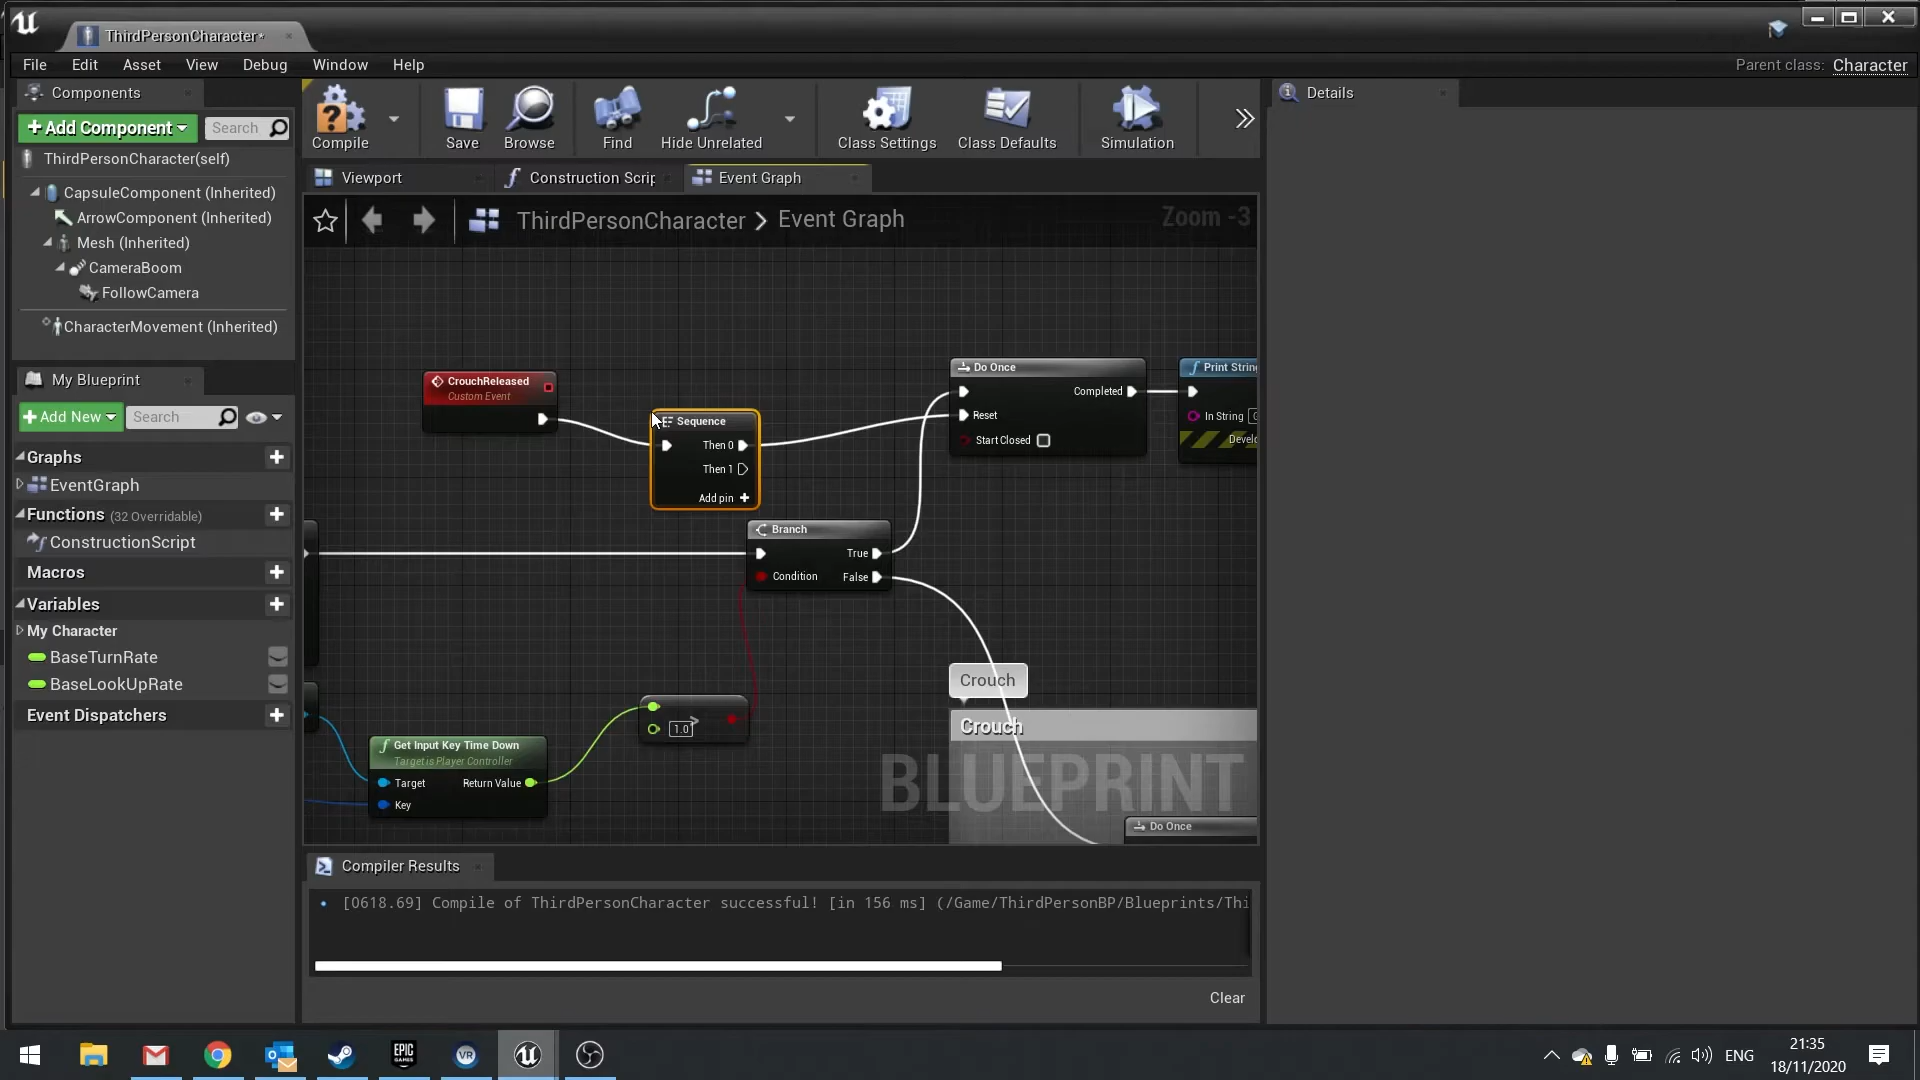 ThirdPersonCharacter*
File Edit Asset View Debug Window Help
Parent class: Character
Components
Add Component
Search
ThirdPersonCharacter(self)
CapsuleComponent (Inherited)
ArrowComponent (Inherited)
Mesh (Inherited)
CameraBoom
FollowCamera
CharacterMovement (Inherited)
My Blueprint
Add New
Search
Graphs
EventGraph
Functions (32 Overridable)
ConstructionScript
Macros
Variables
My Character
BaseTurnRate
BaseLookUpRate
Event Dispatchers
Compile
Save
Browse
Find
Hide Unrelated
Class Settings
Class Defaults
Simulation
Viewport
Construction Scrip
Event Graph
ThirdPersonCharacter > Event Graph
Zoom -3
CrouchReleased
Custom Event
Sequence
Then 0
Then 1
Add pin
Do Once
Completed
Reset
Start Closed
Print String
In String
Develo
Branch
True
Condition
False
>
1.0
Get Input Key Time Down
Target is Player Controller
Target
Return Value
Key
Crouch
Crouch
BLUEPRINT
Do Once
Compiler Results
[0618.69] Compile of ThirdPersonCharacter successful! [in 156 ms] (/Game/ThirdPersonBP/Blueprints/Thi
Clear
Details
EPIC
GAMES
VR
ENG
21:35
18/11/2020